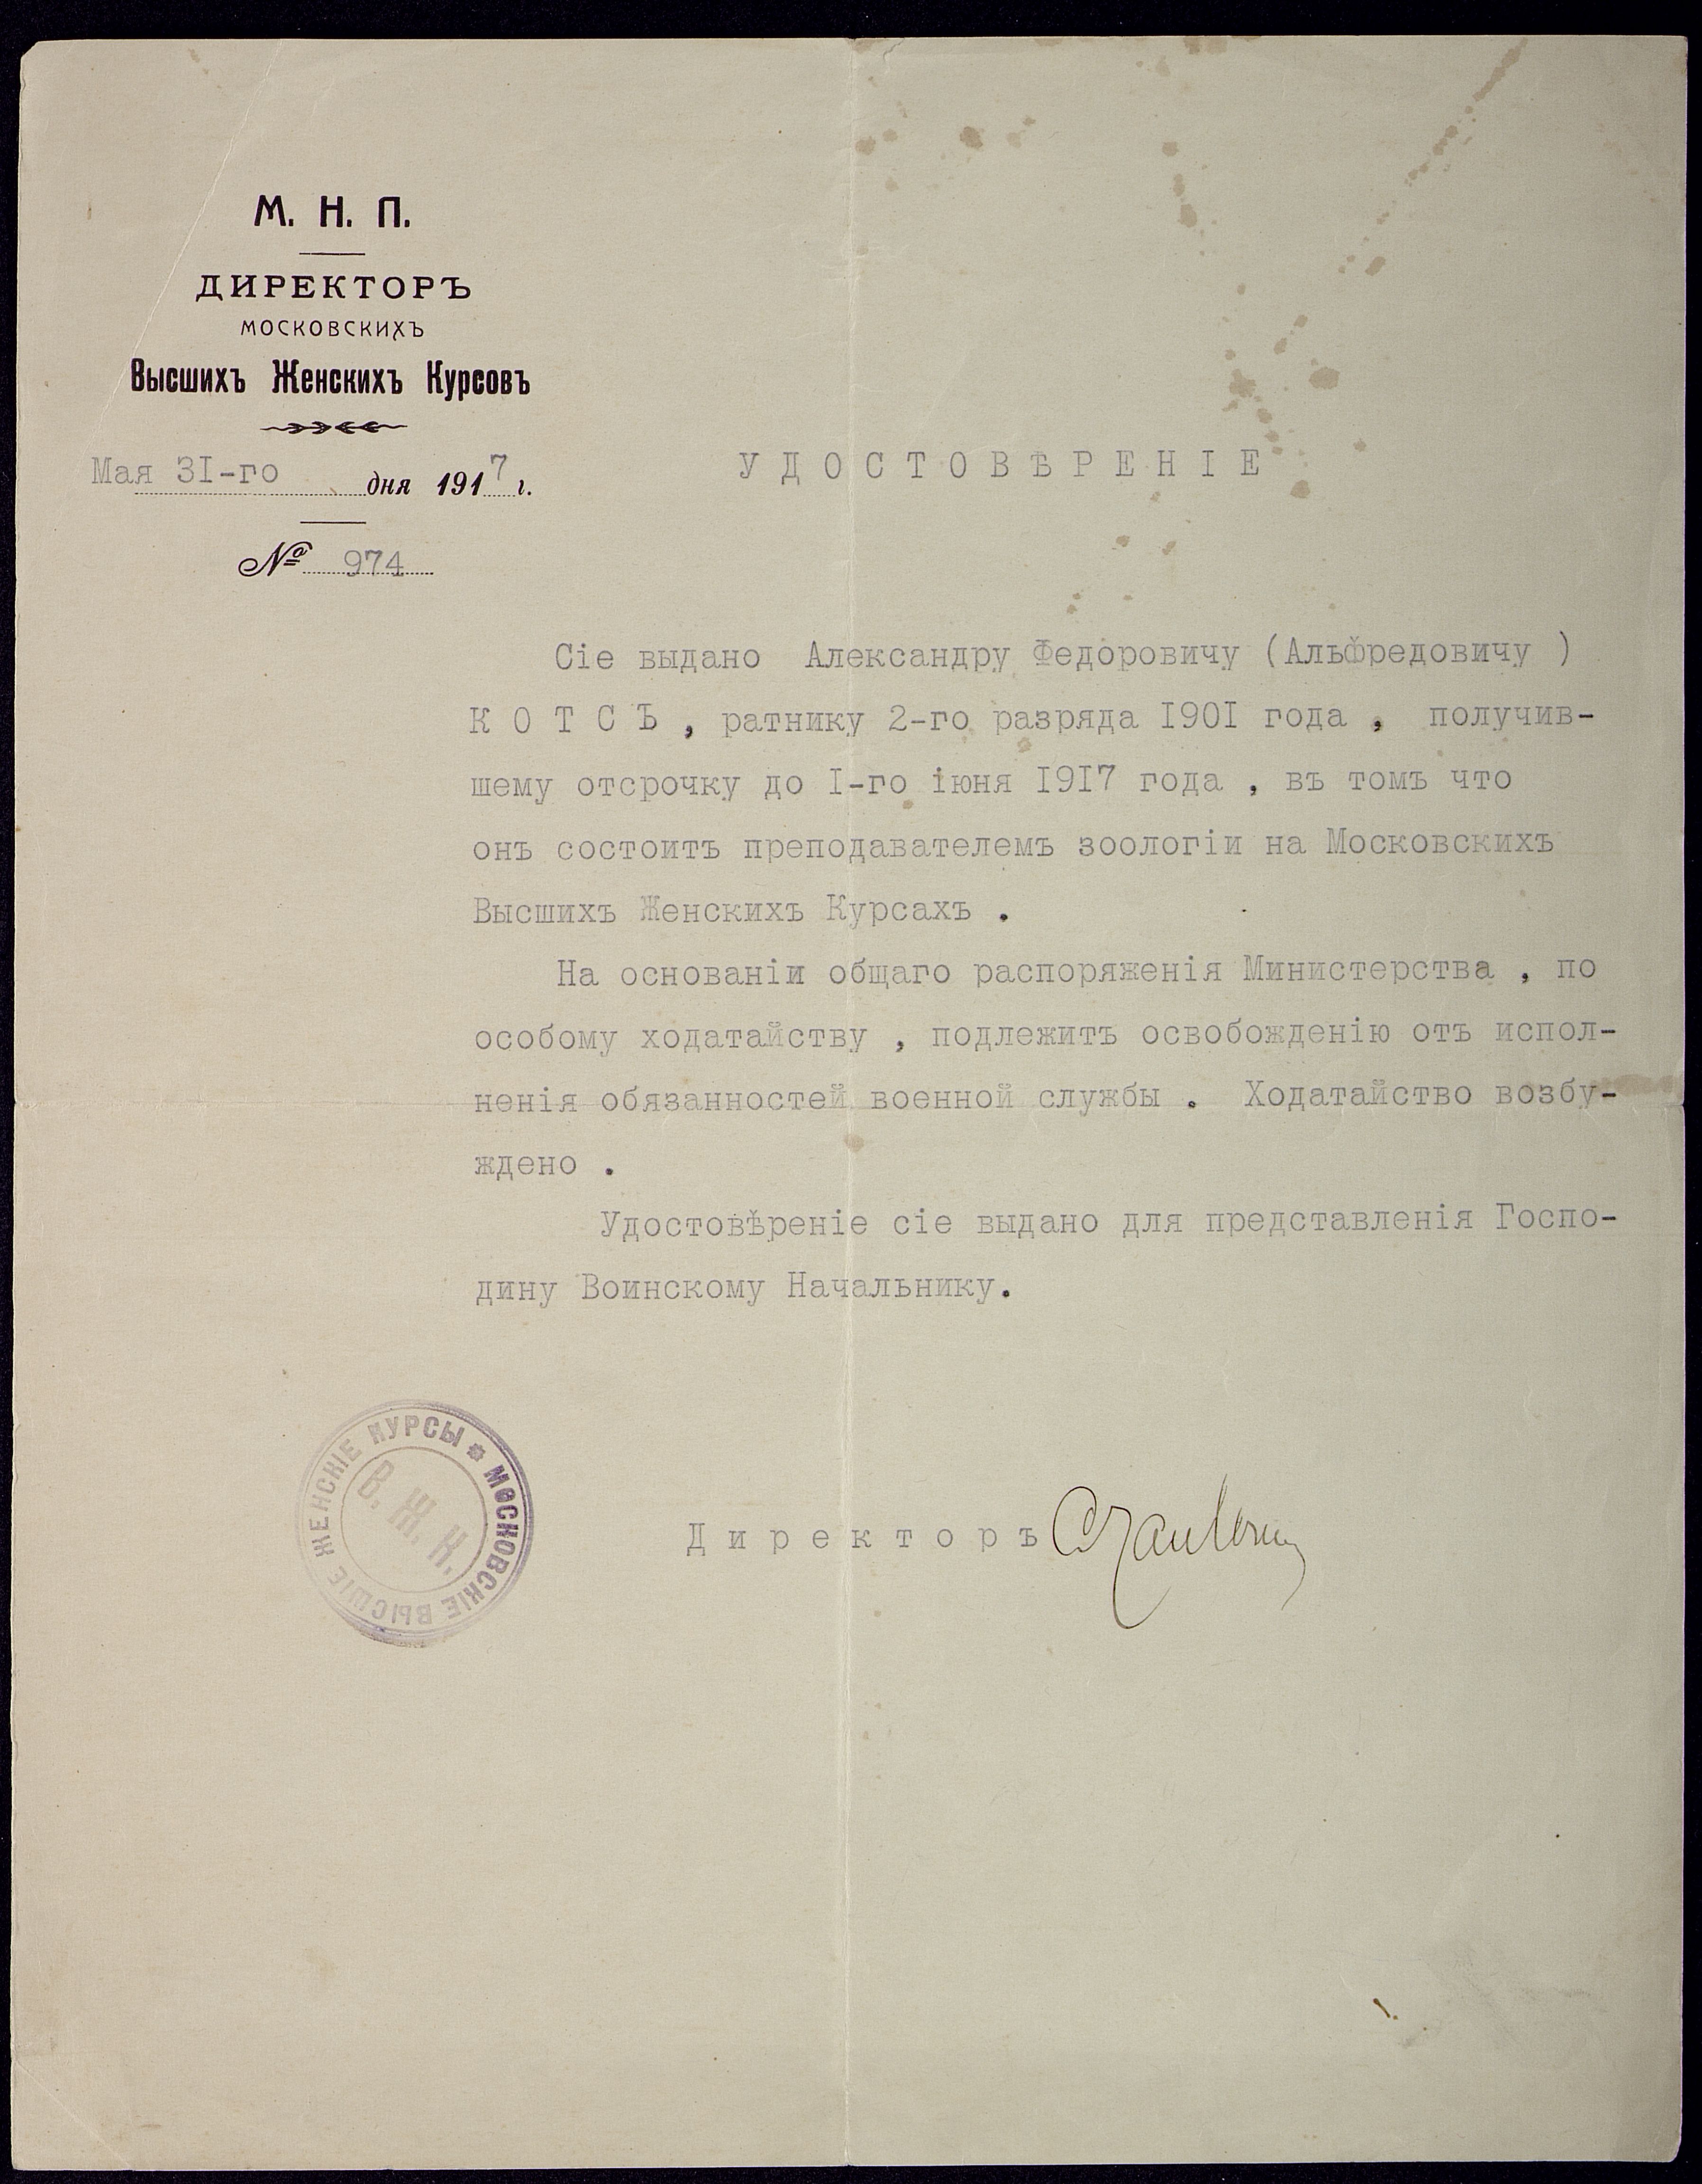 М. Н. П.
ДИРЕКТОРЪ
МОСКОВСКИХЪ
Высшихъ Женскихъ Курсовъ
Мая 3I-го дня 1917 г.
№ 974
УДОСТОВѢРЕНІЕ
Сіе выдано Александру Федоровичу (Альфредовичу )
К О Т С Ъ , ратнику 2-го разряда I90I года , получив-
шему отсрочку до I-го іюня I9I7 года , въ томъ что
онъ состоитъ преподавателемъ зоологіи на Московскихъ
Высшихъ Женскихъ Курсахъ .
На основаніи общаго распоряженія Министерства , по
особому ходатайству , подлежитъ освобожденію отъ испол-
ненія обязанностей военной службы . Ходатайство возбу-
ждено .
Удостовѣреніе сіе выдано для представленія Госпо-
дину Воинскому Начальнику.
МОСКОВСКІЕ ВЫСШІЕ ЖЕНСКІЕ КУРСЫ
В. Ж. К.
Директоръ